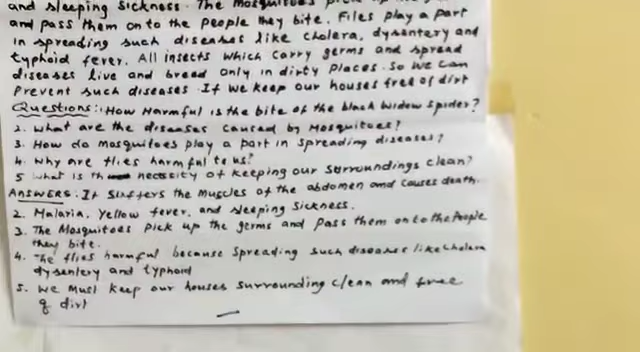 and sleeping sickness. The mosquitoes pick up the
and pass them on to the people they bite. Files play a part
in spreading such diseases like cholera, dysantary and
typhoid fever. All insects which carry germs and spread
diseases live and breed only in dirty places. So we can
prevent such diseases. If we keep our houses free of dirt
Questions:- How Harmful is the bite of the black widow spider?
2. What are the diseases caused by Mosquitoes?
3. How do mosquitoes play a part in spreading diseases?
4. Why are flies harmful to us?
5 What is the necesity of keeping our surroundings clean?
Answers: It the Muscles of the abdomen and causes death.
2. Malaria, Yellow fever, and sleeping sickness.
3. The Mosquitoes pick up the germs and pass them on to the People
they bite.
4. The flies harmful because spreading such diseases like cholera
dysentery and typhoid
5. We must keep our houses surrounding clean and free
of dirt